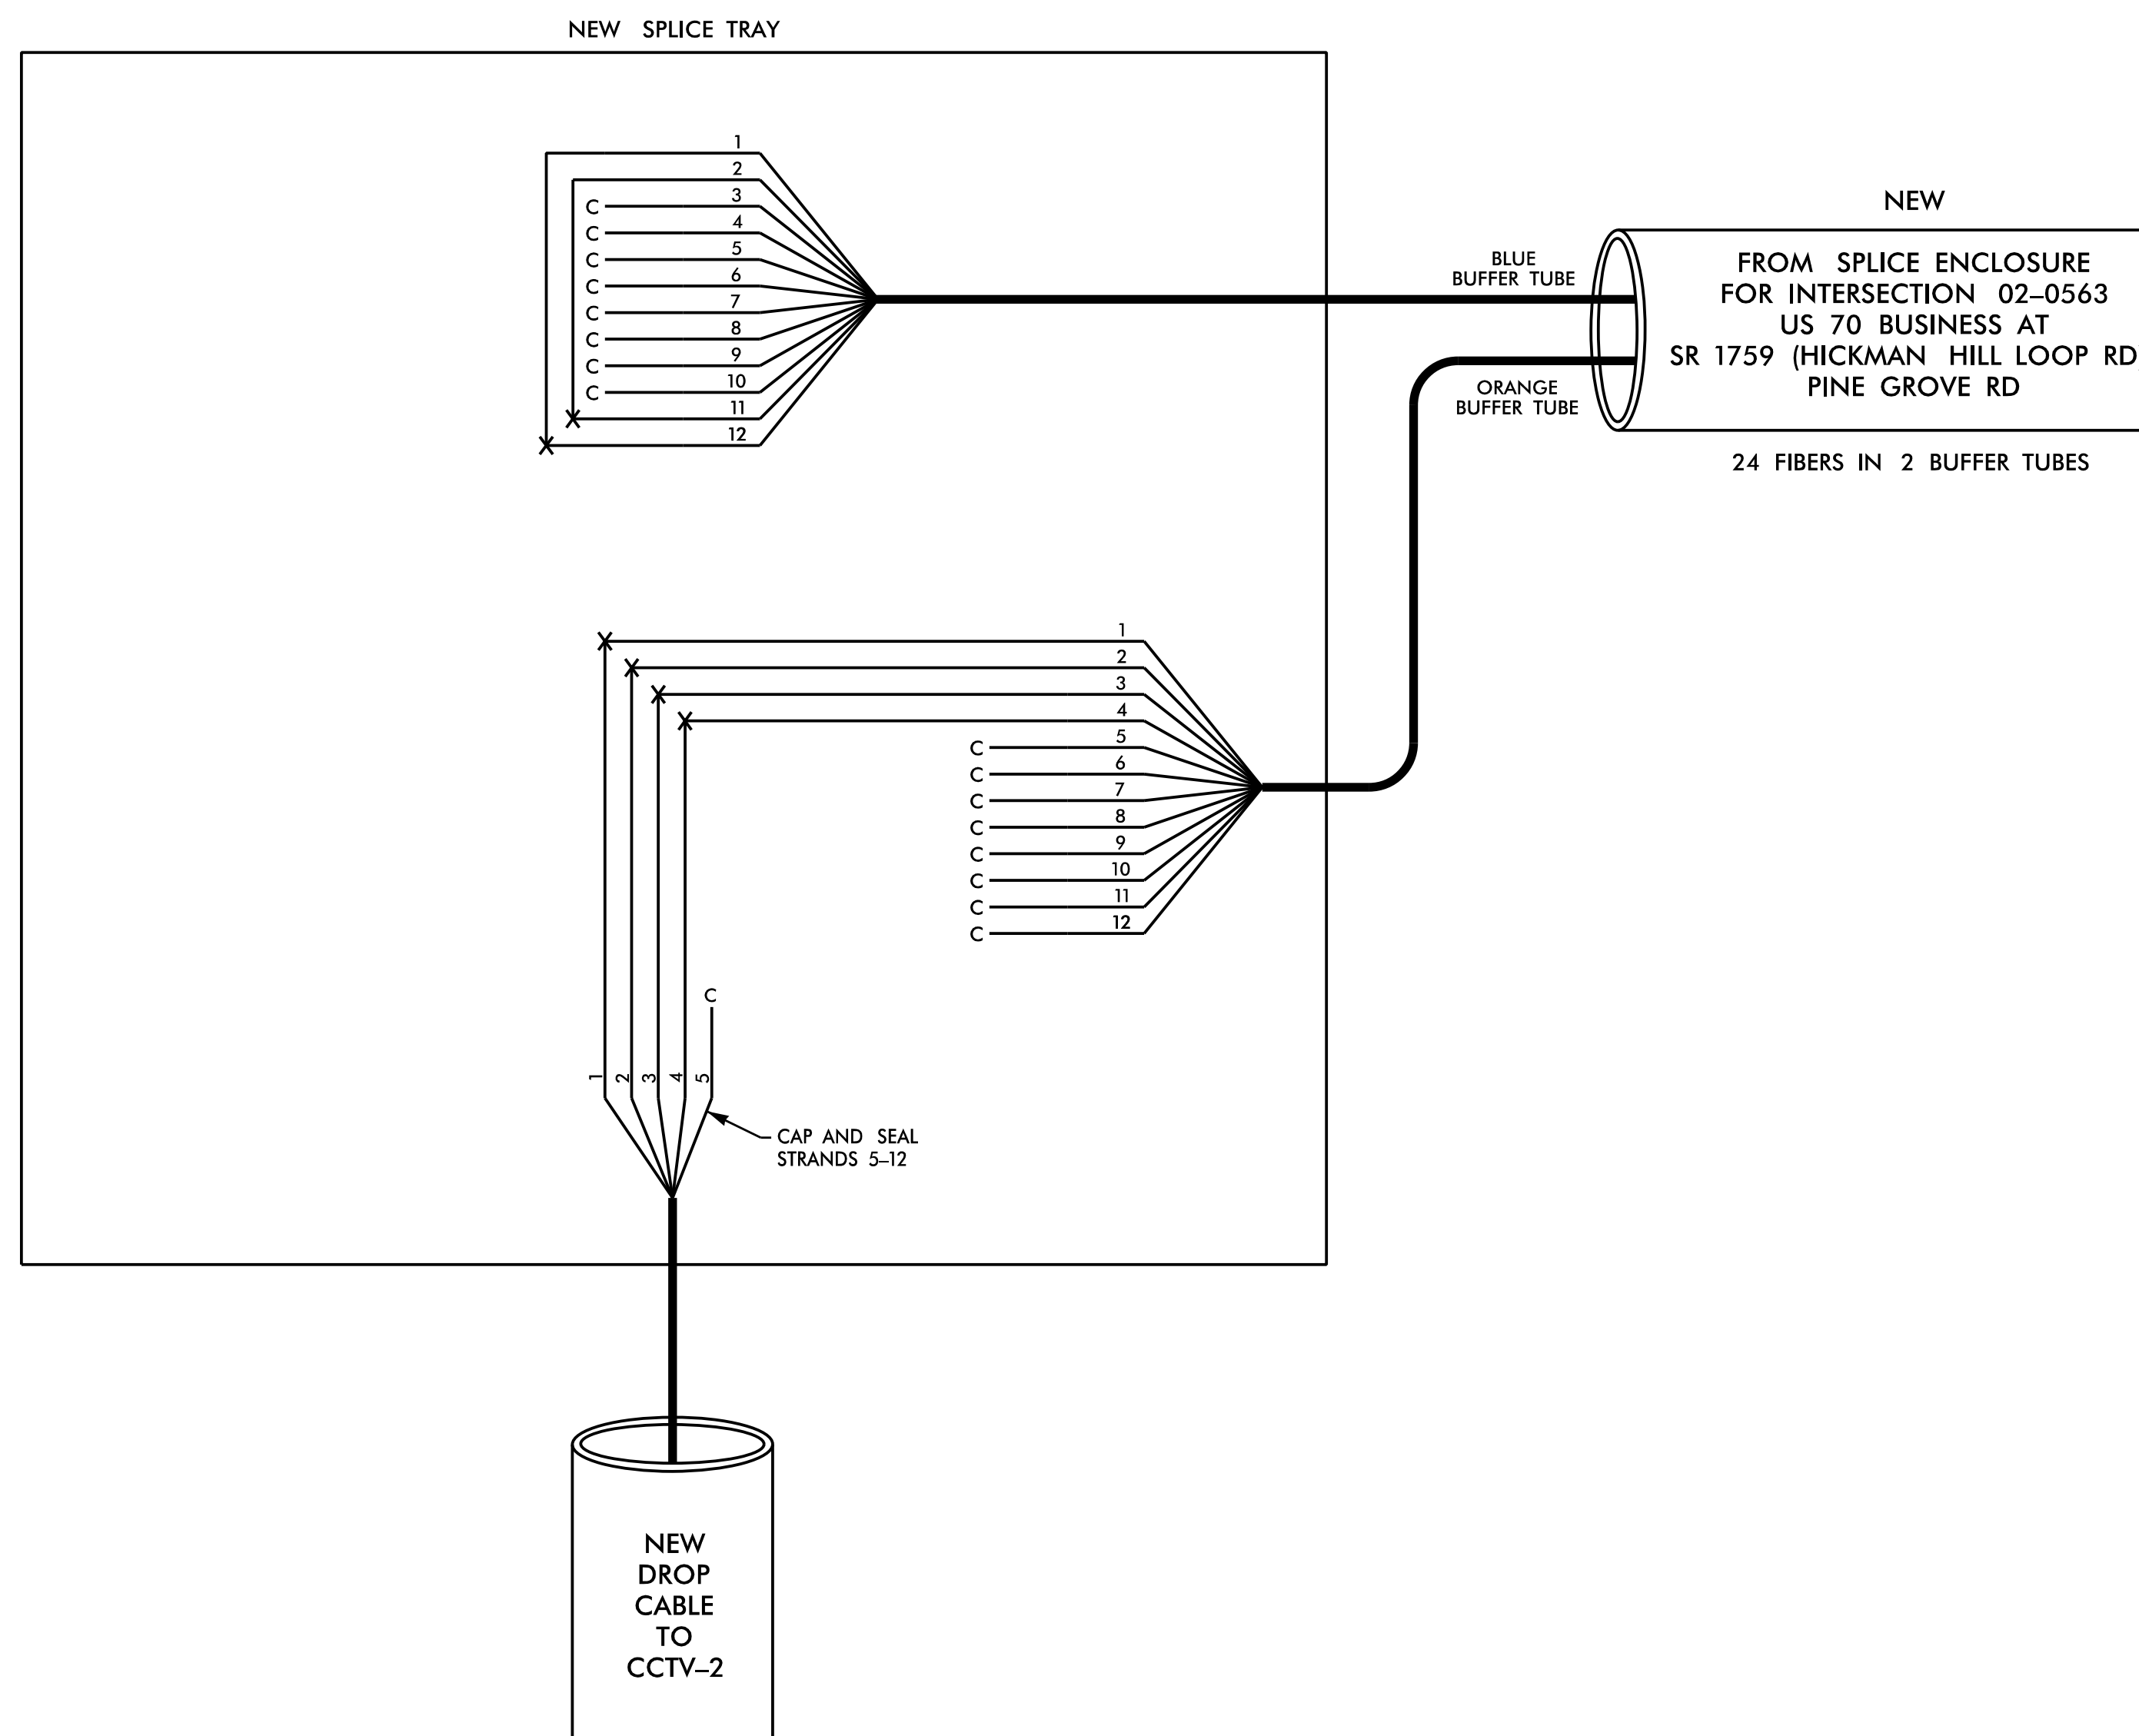 NEW SPLICE TRAY
1
2
C 3
C 4
C 5
C 6
C 7
C 8
C 9
C 10
X 11
X 12
BLUE
BUFFER TUBE
ORANGE
BUFFER TUBE
NEW
FROM SPLICE ENCLOSURE
FOR INTERSECTION 02-0563
US 70 BUSINESS AT
SR 1759 (HICKMAN HILL LOOP RD)
PINE GROVE RD
24 FIBERS IN 2 BUFFER TUBES
X 1
X 2
X 3
X 4
C 5
C 6
C 7
C 8
C 9
C 10
C 11
C 12
C
1 2 3 4 5
CAP AND SEAL
STRANDS 5-12
NEW
DROP
CABLE
TO
CCTV-2